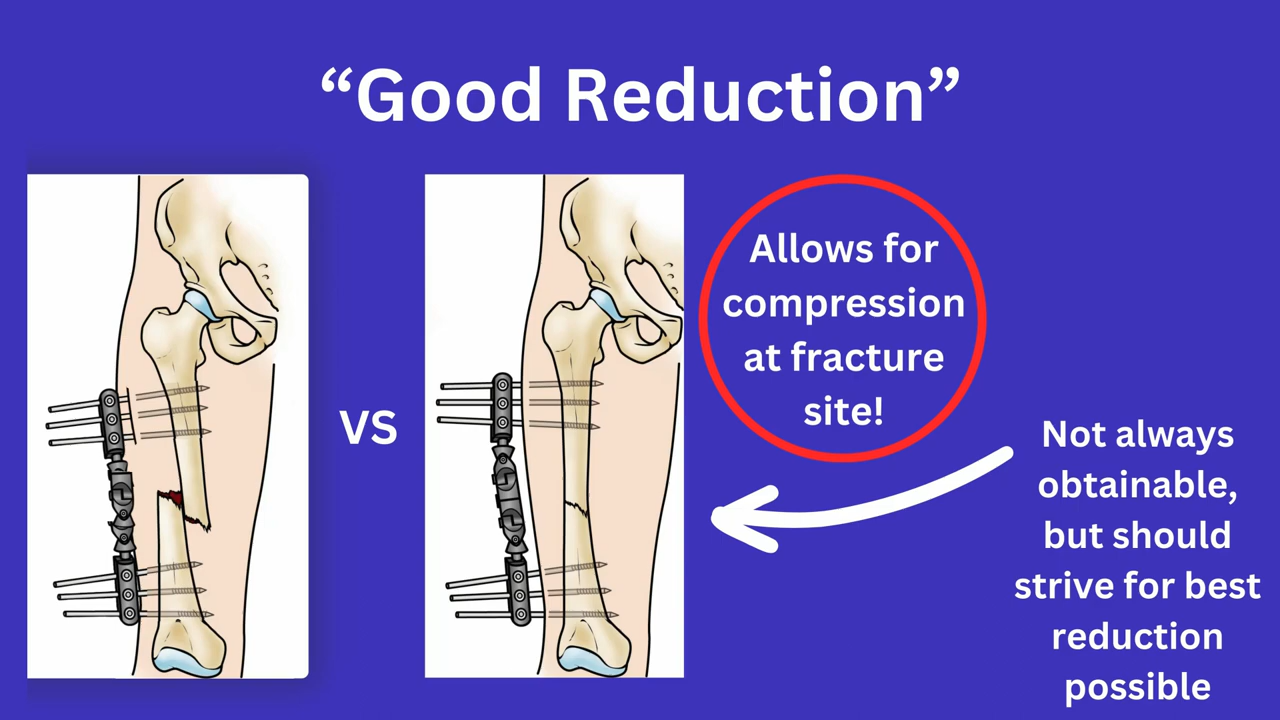 “Good Reduction”
VS
Allows for
compression
at fracture
site!
Not always
obtainable,
but should
strive for best
reduction
possible